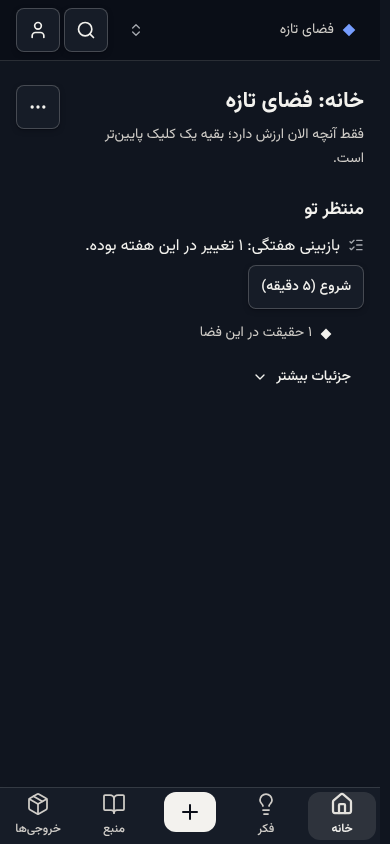 فضای تازه
خانه: فضای تازه
فقط آنچه الان ارزش دارد؛ بقیه یک کلیک پایین‌تر
است.
منتظر تو
بازبینی هفتگی: ۱ تغییر در این هفته بوده.
شروع (۵ دقیقه)
۱ حقیقت در این فضا
جزئیات بیشتر
خانه
فکر
منبع
خروجی‌ها